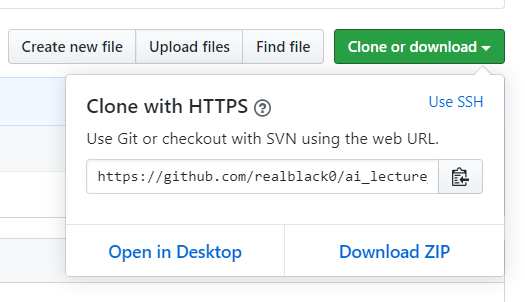 Create new file Upload files Find file Clone or download
Clone with HTTPS Use SSH
Use Git or checkout with SVN using the web URL.
https://github.com/realblack0/ai_lecture
Open in Desktop Download ZIP